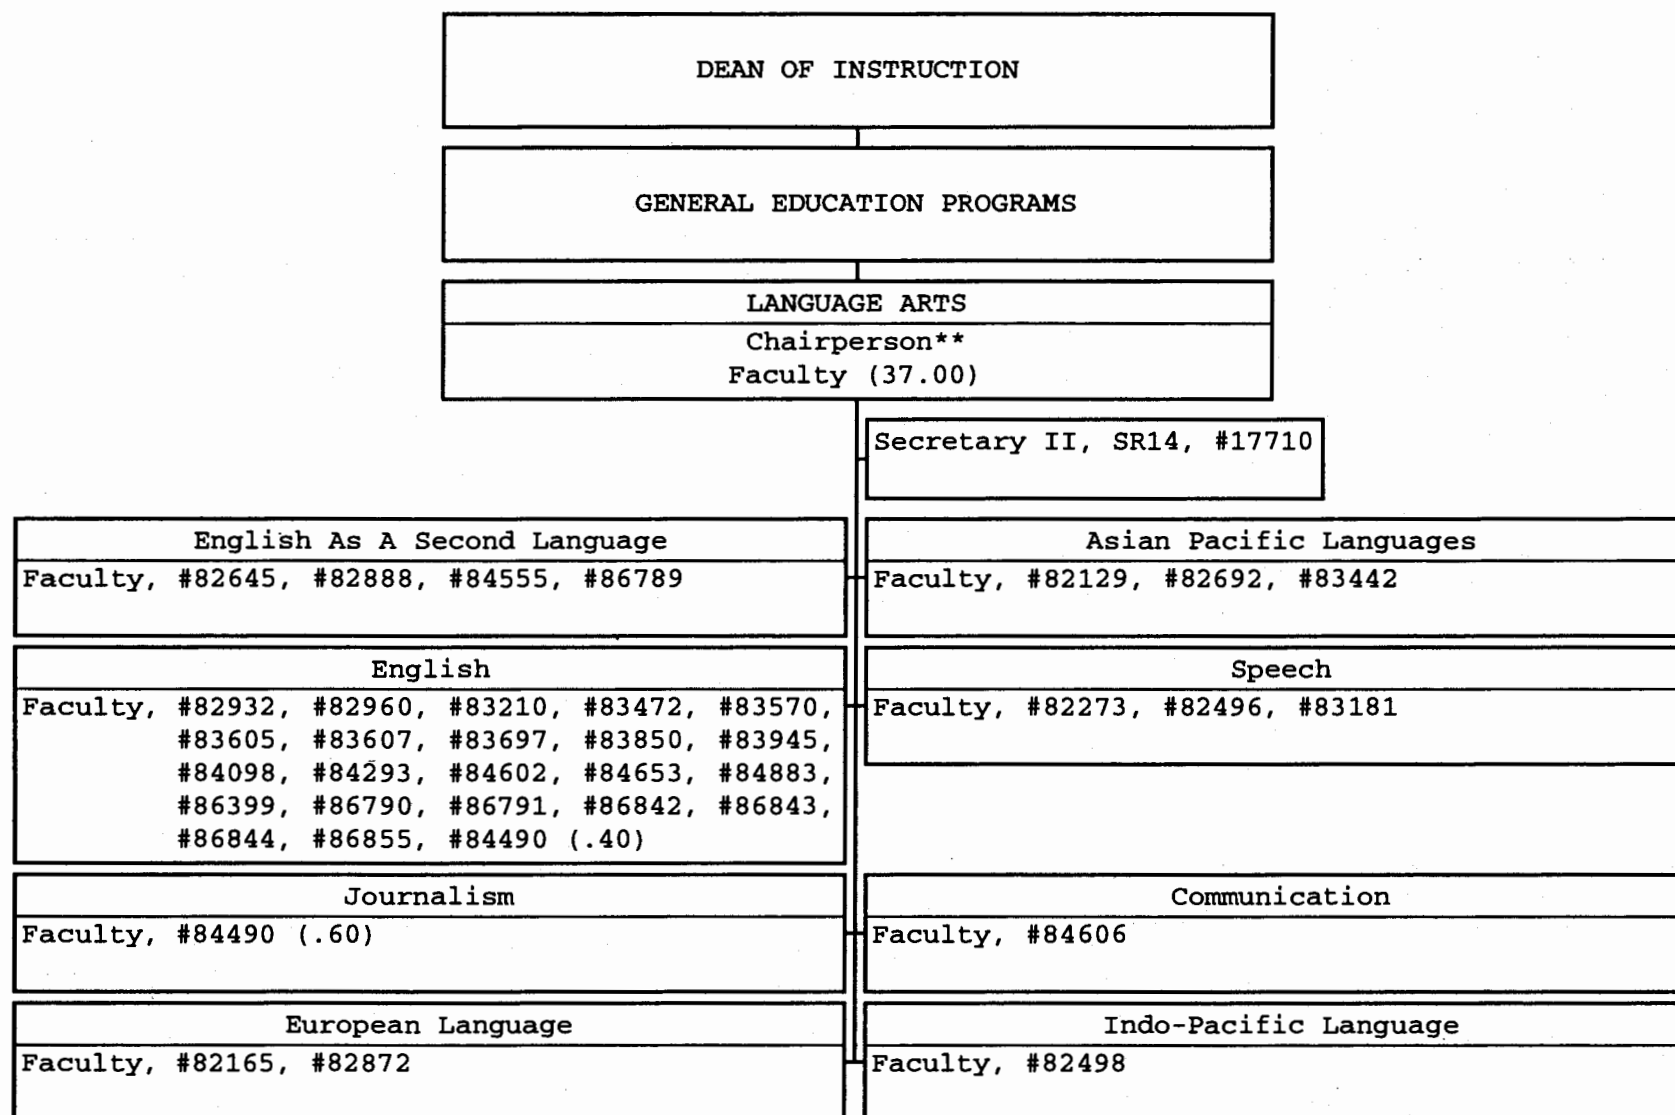 DEAN OF INSTRUCTION
GENERAL EDUCATION PROGRAMS
LANGUAGE ARTS
Chairperson**
Faculty (37.00)
Secretary II, SR14, #17710
English As A Second Language
Faculty, #82645, #82888, #84555, #86789
Asian Pacific Languages
Faculty, #82129, #82692, #83442
English
Faculty, #82932, #82960, #83210, #83472, #83570,
#83605, #83607, #83697, #83850, #83945,
#84098, #84293, #84602, #84653, #84883,
#86399, #86790, #86791, #86842, #86843,
#86844, #86855, #84490 (.40)
Speech
Faculty, #82273, #82496, #83181
Journalism
Faculty, #84490 (.60)
Communication
Faculty, #84606
European Language
Faculty, #82165, #82872
Indo-Pacific Language
Faculty, #82498